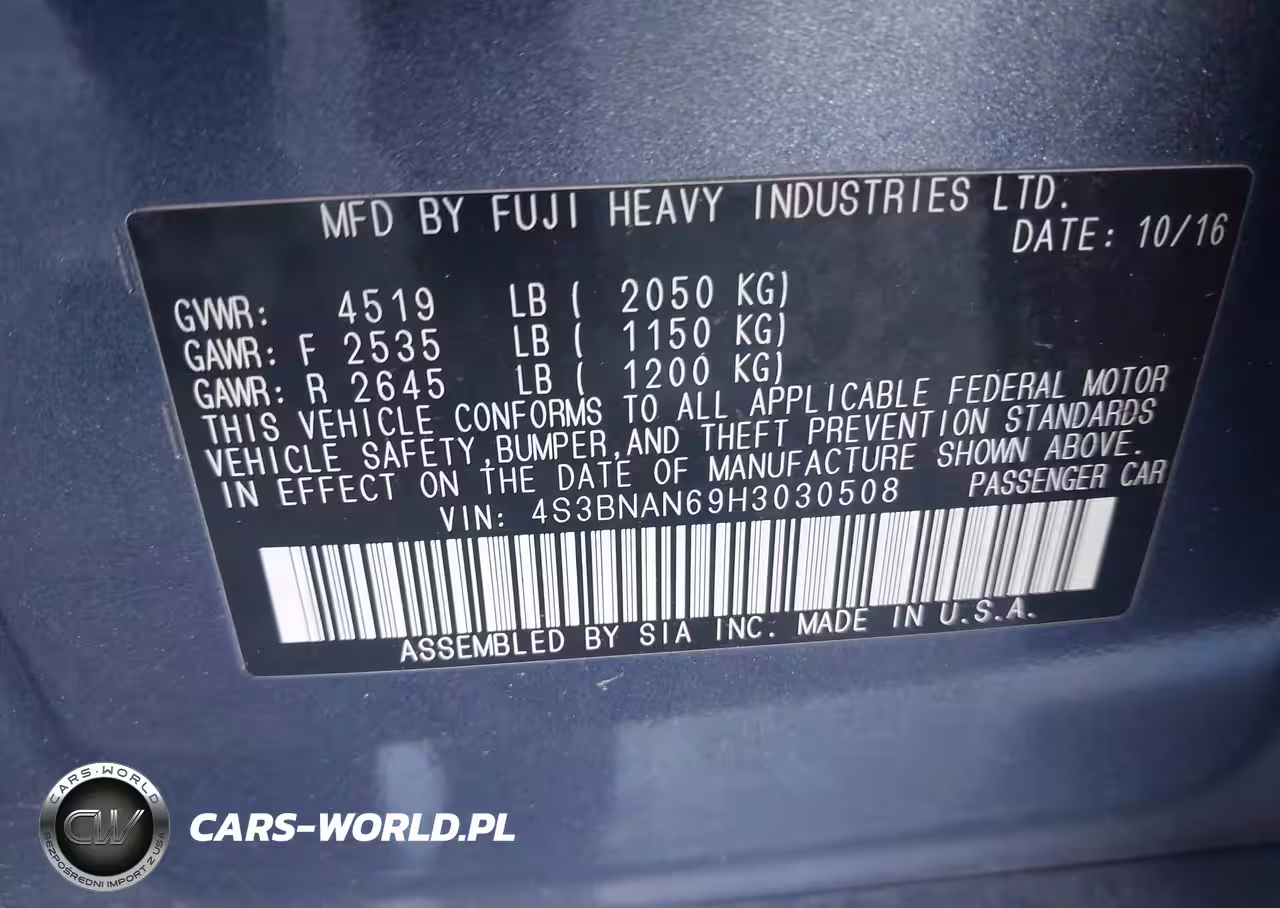 MFD BY FUJI HEAVY INDUSTRIES LTD.
DATE: 10/16
GVWR: 4519 LB ( 2050 KG)
GAWR: F 2535 LB ( 1150 KG)
GAWR: R 2645 LB ( 1200 KG)
THIS VEHICLE CONFORMS TO ALL APPLICABLE FEDERAL MOTOR
VEHICLE SAFETY,BUMPER,AND THEFT PREVENTION STANDARDS
IN EFFECT ON THE DATE OF MANUFACTURE SHOWN ABOVE.
VIN: 4S3BNAN69H3030508 PASSENGER CAR
ASSEMBLED BY SIA INC. MADE IN U.S.A.
CARS-WORLD
CW
BEZPOŚREDNI IMPORT Z USA
CARS-WORLD.PL